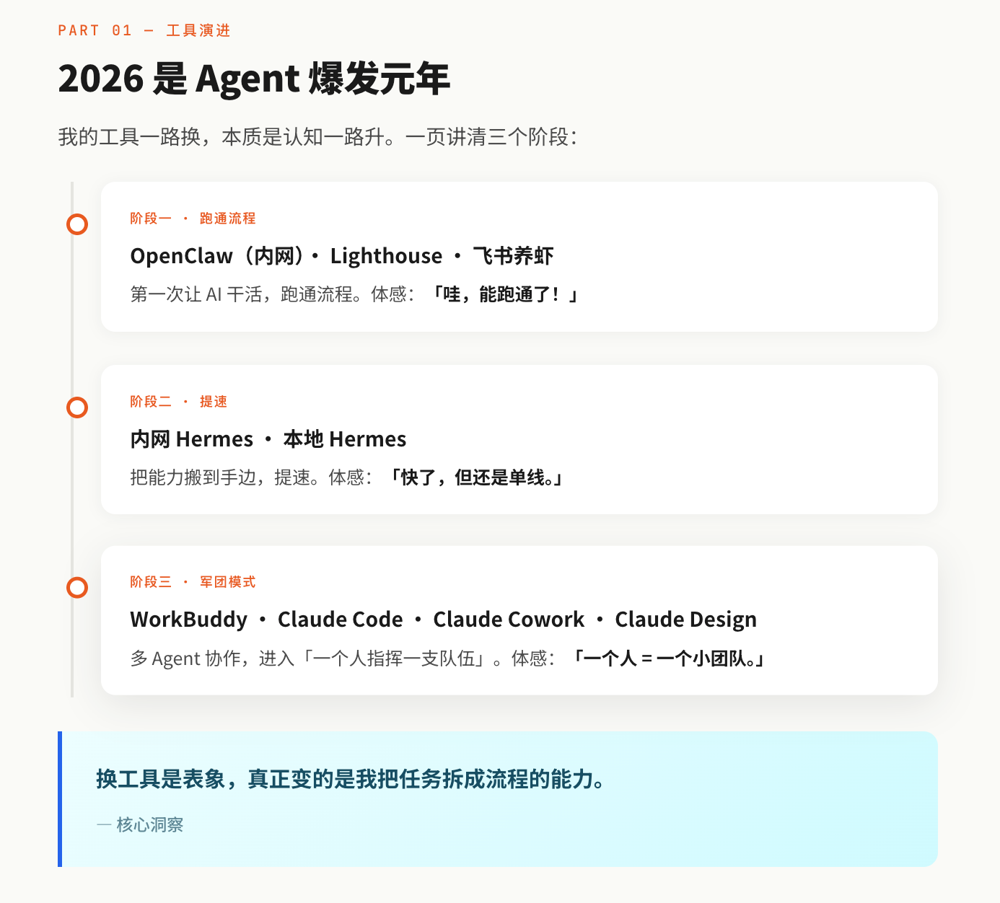 PART 01 — 工具演进
2026 是 Agent 爆发元年
我的工具一路换，本质是认知一路升。一页讲清三个阶段：
阶段一 · 跑通流程
OpenClaw（内网）· Lighthouse · 飞书养虾
第一次让 AI 干活，跑通流程。体感：「哇，能跑通了！」
阶段二 · 提速
内网 Hermes · 本地 Hermes
把能力搬到手边，提速。体感：「快了，但还是单线。」
阶段三 · 军团模式
WorkBuddy · Claude Code · Claude Cowork · Claude Design
多 Agent 协作，进入「一个人指挥一支队伍」。体感：「一个人 = 一个小团队。」
换工具是表象，真正变的是我把任务拆成流程的能力。
— 核心洞察